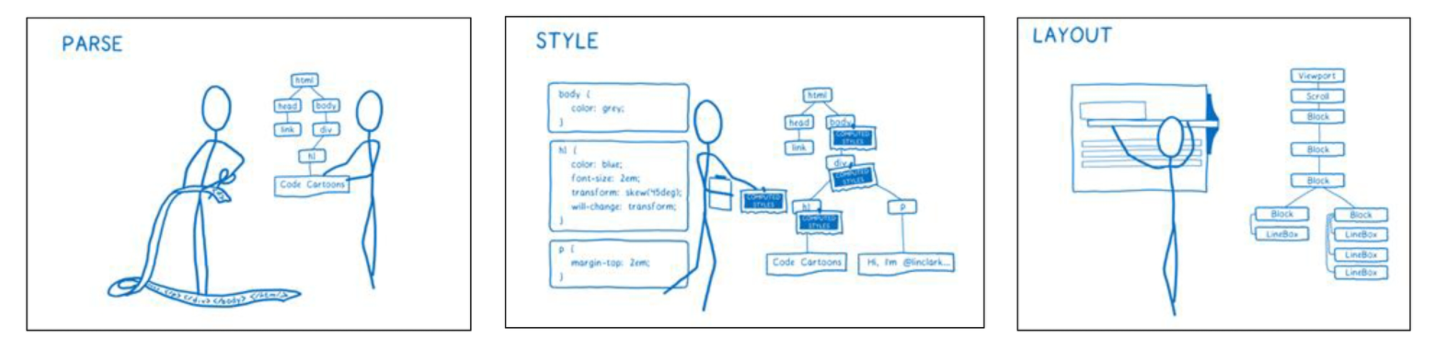 PARSE
html
head body
link div
h1
Code Cartoons
</p> </div> </body> </html>
STYLE
body {
color: grey;
}
h1 {
color: blue;
font-size: 2em;
transform: skew(45deg);
will-change: transform;
}
p {
margin-top: 2em;
}
html
head body
COMPUTED
STYLES
link
div
COMPUTED
STYLES
COMPUTED
STYLES
h1 p
COMPUTED
STYLES
Code Cartoons Hi, I'm @linclark...
LAYOUT
Viewport
Scroll
Block
Block
Block
Block Block
LineBox LineBox
LineBox
LineBox